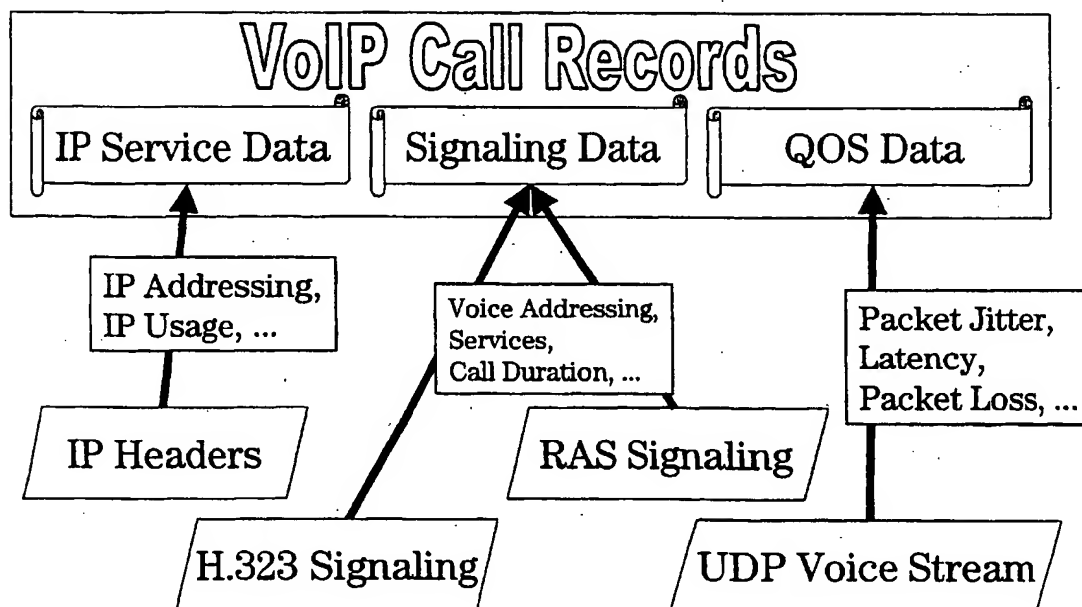 VoIP Call Records
IP Service Data
Signaling Data
QOS Data
IP Addressing,
IP Usage, ...
Voice Addressing,
Services,
Call Duration, ...
Packet Jitter,
Latency,
Packet Loss, ...
IP Headers
RAS Signaling
H.323 Signaling
UDP Voice Stream